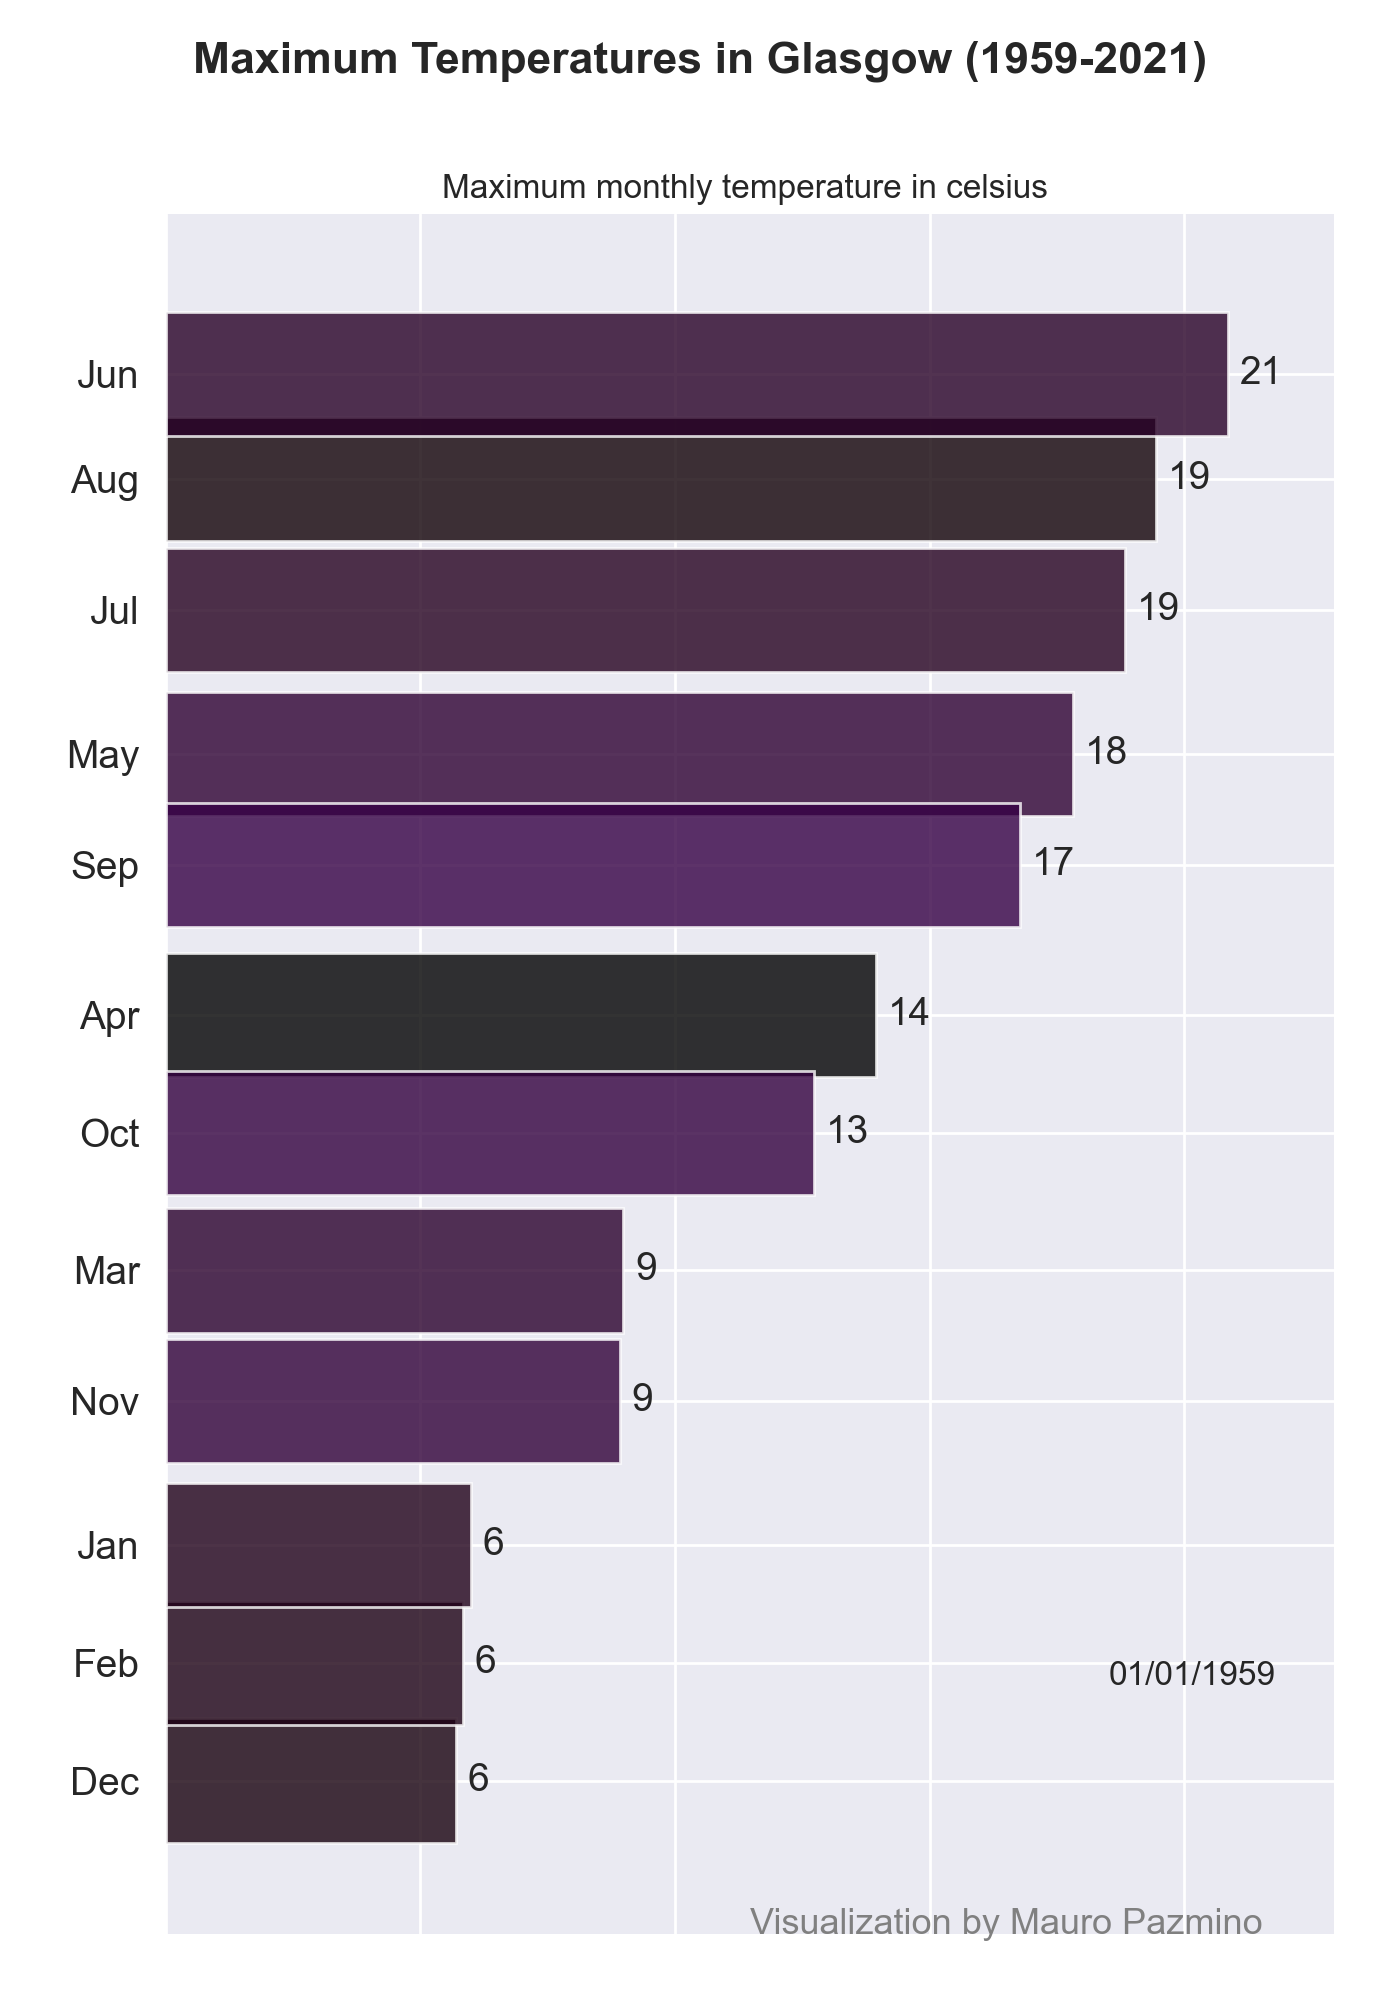 Maximum Temperatures in Glasgow (1959-2021)
Maximum monthly temperature in celsius
Jun 21
Aug 19
Jul 19
May 18
Sep 17
Apr 14
Oct 13
Mar 9
Nov 9
Jan 6
Feb 6 01/01/1959
Dec 6
Visualization by Mauro Pazmino